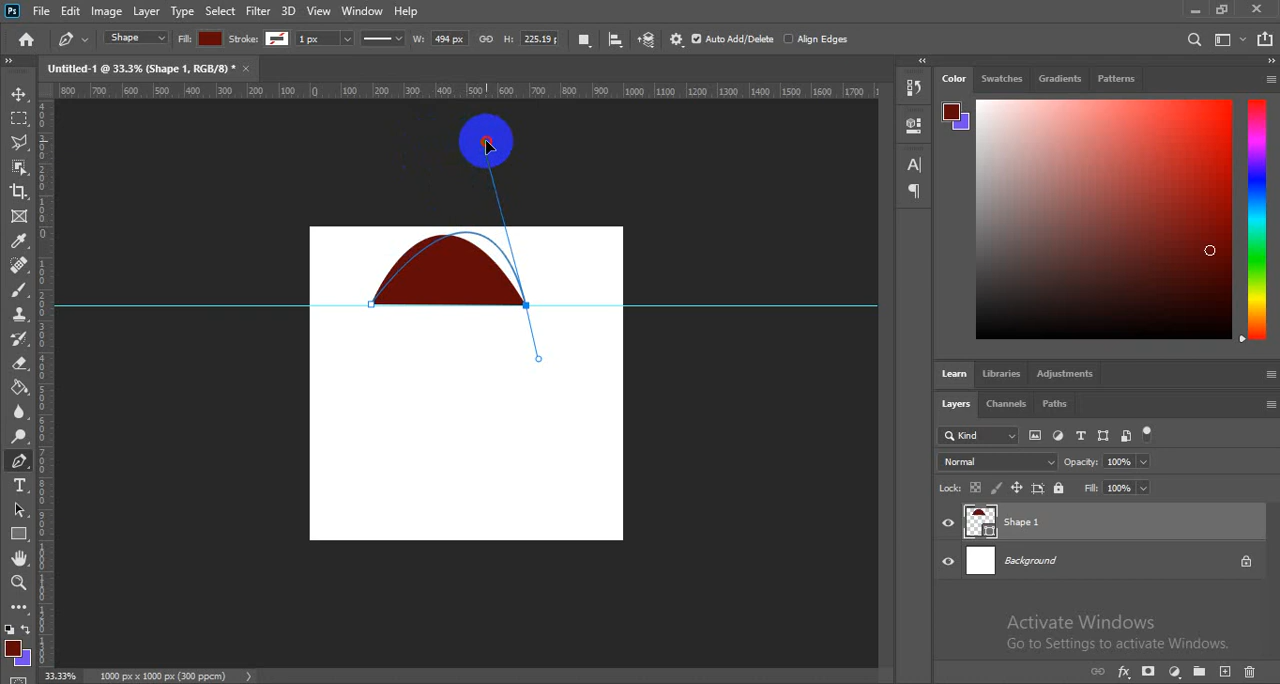 Ps File Edit Image Layer Type Select Filter 3D View Window Help
Shape Fill: Stroke: 1 px W: 494 px H: 225.19 p Auto Add/Delete Align Edges
Untitled-1 @ 33.3% (Shape 1, RGB/8) * ×
800 700 600 500 400 300 200 100 0 100 200 300 400 500 600 700 800 900 1000 1100 1200 1300 1400 1500 1600 1700
Color Swatches Gradients Patterns
Learn Libraries Adjustments
Layers Channels Paths
Kind
Normal Opacity: 100%
Lock: Fill: 100%
Shape 1
Background
Activate Windows
Go to Settings to activate Windows.
33.33% 1000 px x 1000 px (300 ppcm)